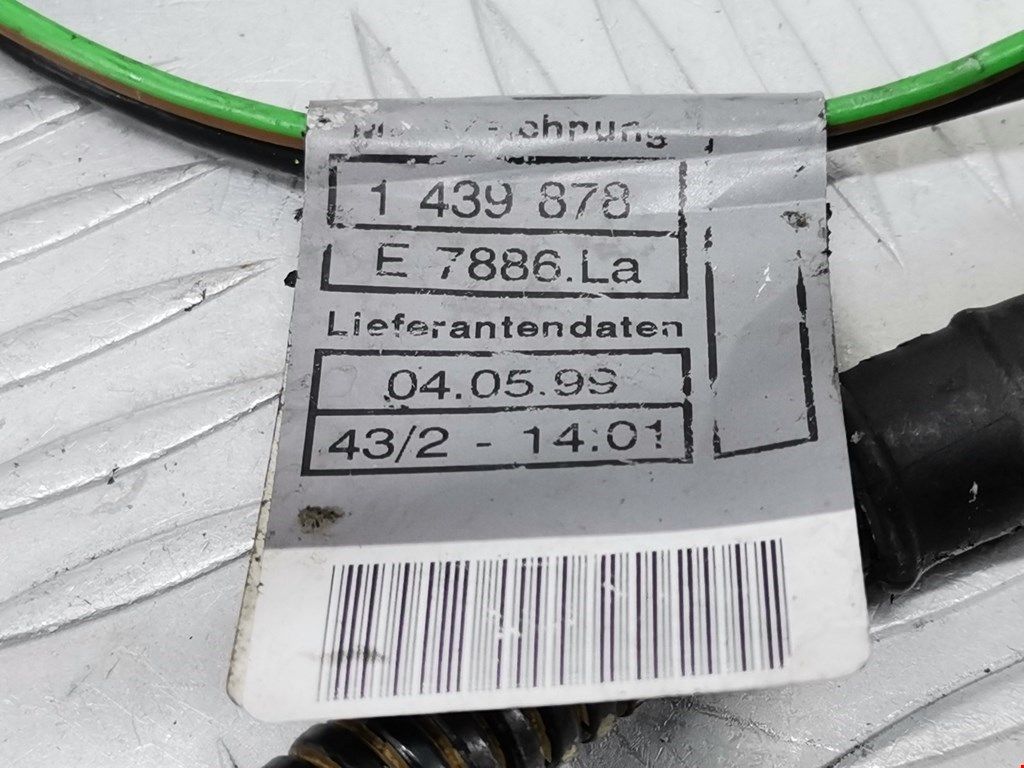 1 439 878
E 7886.La
Lieferantendaten
04.05.99
43/2 - 14:01